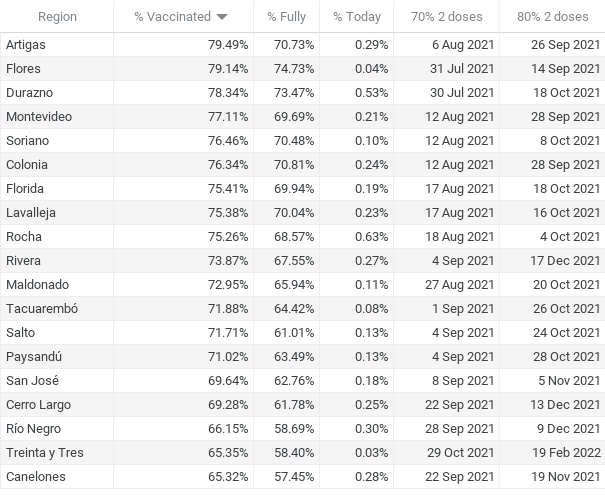 Region % Vaccinated % Fully % Today 70% 2 doses 80% 2 doses
Artigas 79.49% 70.73% 0.29% 6 Aug 2021 26 Sep 2021
Flores 79.14% 74.73% 0.04% 31 Jul 2021 14 Sep 2021
Durazno 78.34% 73.47% 0.53% 30 Jul 2021 18 Oct 2021
Montevideo 77.11% 69.69% 0.21% 12 Aug 2021 28 Sep 2021
Soriano 76.46% 70.48% 0.10% 12 Aug 2021 8 Oct 2021
Colonia 76.34% 70.81% 0.24% 12 Aug 2021 28 Sep 2021
Florida 75.41% 69.94% 0.19% 17 Aug 2021 18 Oct 2021
Lavalleja 75.38% 70.04% 0.23% 17 Aug 2021 16 Oct 2021
Rocha 75.26% 68.57% 0.63% 18 Aug 2021 4 Oct 2021
Rivera 73.87% 67.55% 0.27% 4 Sep 2021 17 Dec 2021
Maldonado 72.95% 65.94% 0.11% 27 Aug 2021 20 Oct 2021
Tacuarembó 71.88% 64.42% 0.08% 1 Sep 2021 26 Oct 2021
Salto 71.71% 61.01% 0.13% 4 Sep 2021 24 Oct 2021
Paysandú 71.02% 63.49% 0.13% 4 Sep 2021 28 Oct 2021
San José 69.64% 62.76% 0.18% 8 Sep 2021 5 Nov 2021
Cerro Largo 69.28% 61.78% 0.25% 22 Sep 2021 13 Dec 2021
Río Negro 66.15% 58.69% 0.30% 28 Sep 2021 9 Dec 2021
Treinta y Tres 65.35% 58.40% 0.03% 29 Oct 2021 19 Feb 2022
Canelones 65.32% 57.45% 0.28% 22 Sep 2021 19 Nov 2021